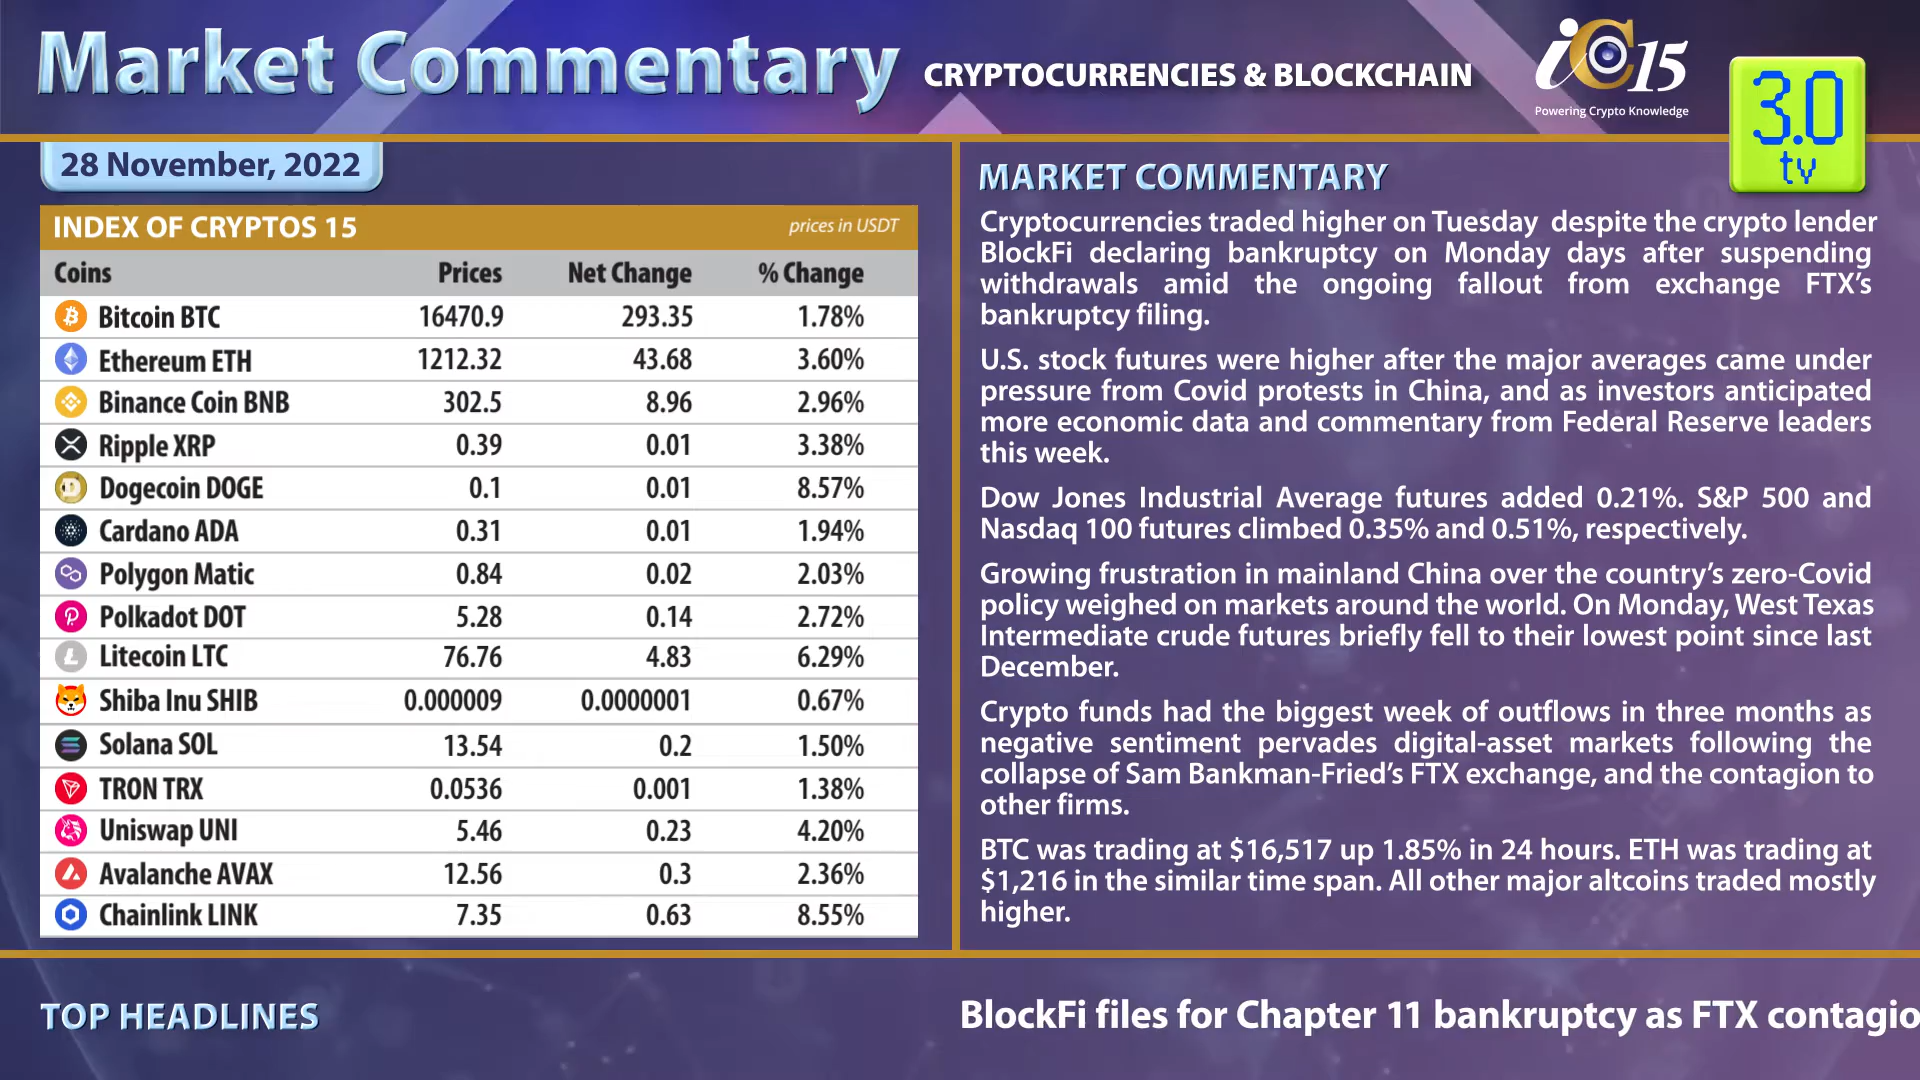 Market Commentary CRYPTOCURRENCIES & BLOCKCHAIN
iC15
Powering Crypto Knowledge
3.0
tv
28 November, 2022
INDEX OF CRYPTOS 15 prices in USDT
Coins Prices Net Change % Change
Bitcoin BTC 16470.9 293.35 1.78%
Ethereum ETH 1212.32 43.68 3.60%
Binance Coin BNB 302.5 8.96 2.96%
Ripple XRP 0.39 0.01 3.38%
Dogecoin DOGE 0.1 0.01 8.57%
Cardano ADA 0.31 0.01 1.94%
Polygon Matic 0.84 0.02 2.03%
Polkadot DOT 5.28 0.14 2.72%
Litecoin LTC 76.76 4.83 6.29%
Shiba Inu SHIB 0.000009 0.0000001 0.67%
Solana SOL 13.54 0.2 1.50%
TRON TRX 0.0536 0.001 1.38%
Uniswap UNI 5.46 0.23 4.20%
Avalanche AVAX 12.56 0.3 2.36%
Chainlink LINK 7.35 0.63 8.55%
MARKET COMMENTARY
Cryptocurrencies traded higher on Tuesday despite the crypto lender
BlockFi declaring bankruptcy on Monday days after suspending
withdrawals amid the ongoing fallout from exchange FTX’s
bankruptcy filing.
U.S. stock futures were higher after the major averages came under
pressure from Covid protests in China, and as investors anticipated
more economic data and commentary from Federal Reserve leaders
this week.
Dow Jones Industrial Average futures added 0.21%. S&P 500 and
Nasdaq 100 futures climbed 0.35% and 0.51%, respectively.
Growing frustration in mainland China over the country’s zero-Covid
policy weighed on markets around the world. On Monday, West Texas
Intermediate crude futures briefly fell to their lowest point since last
December.
Crypto funds had the biggest week of outflows in three months as
negative sentiment pervades digital-asset markets following the
collapse of Sam Bankman-Fried’s FTX exchange, and the contagion to
other firms.
BTC was trading at $16,517 up 1.85% in 24 hours. ETH was trading at
$1,216 in the similar time span. All other major altcoins traded mostly
higher.
TOP HEADLINES
BlockFi files for Chapter 11 bankruptcy as FTX contagio